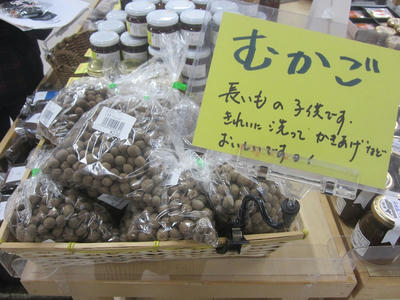 むかご
長いもの子供です.
きれいに洗って かきあげなど
おいしいですョ!